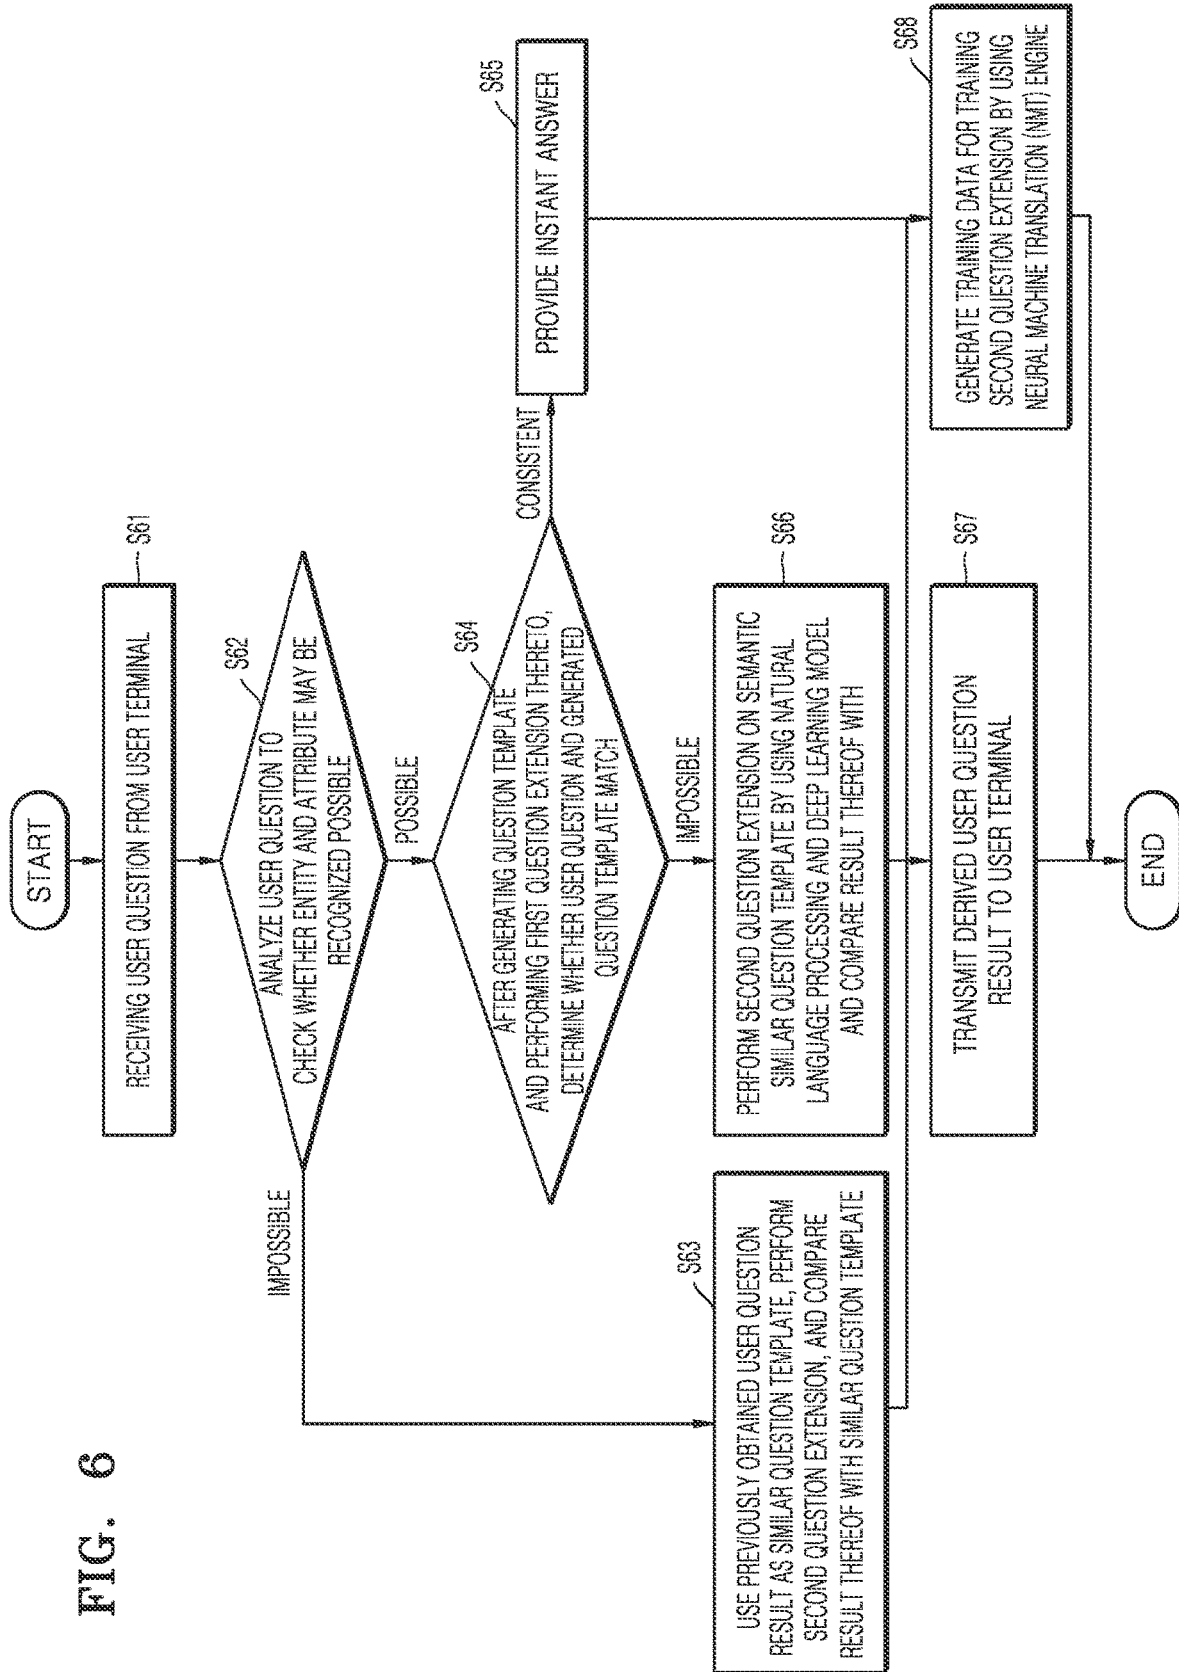 FIG. 6
START
RECEIVING USER QUESTION FROM USER TERMINAL
S61
S62
ANALYZE USER QUESTION TO
CHECK WHETHER ENTITY AND ATTRIBUTE MAY BE
RECOGNIZED POSSIBLE
IMPOSSIBLE
POSSIBLE
S64
AFTER GENERATING QUESTION TEMPLATE
AND PERFORMING FIRST QUESTION EXTENSION THERETO,
DETERMINE WHETHER USER QUESTION AND GENERATED
QUESTION TEMPLATE MATCH
CONSISTENT
S65
PROVIDE INSTANT ANSWER
IMPOSSIBLE
S63
USE PREVIOUSLY OBTAINED USER QUESTION
RESULT AS SIMILAR QUESTION TEMPLATE, PERFORM
SECOND QUESTION EXTENSION, AND COMPARE
RESULT THEREOF WITH SIMILAR QUESTION TEMPLATE
S66
PERFORM SECOND QUESTION EXTENSION ON SEMANTIC
SIMILAR QUESTION TEMPLATE BY USING NATURAL
LANGUAGE PROCESSING AND DEEP LEARNING MODEL
AND COMPARE RESULT THEREOF WITH
S67
TRANSMIT DERIVED USER QUESTION
RESULT TO USER TERMINAL
S68
GENERATE TRAINING DATA FOR TRAINING
SECOND QUESTION EXTENSION BY USING
NEURAL MACHINE TRANSLATION (NMT) ENGINE
END